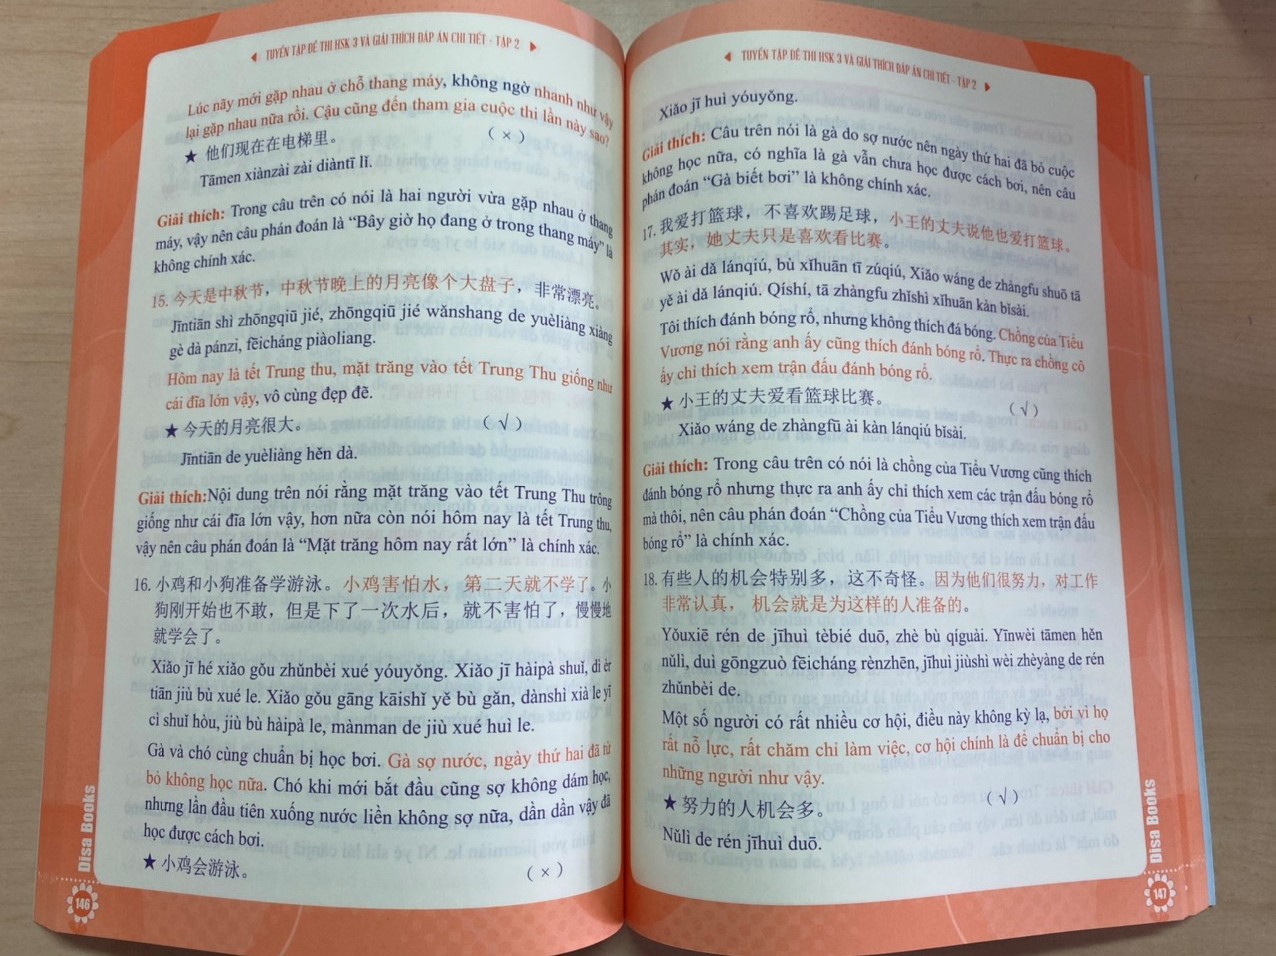 ◀ TUYỂN TẬP ĐỀ THI HSK 3 VÀ GIẢI THÍCH ĐÁP ÁN CHI TIẾT - TẬP 2 ▶
Lúc nãy mới gặp nhau ở chỗ thang máy, không ngờ nhanh như vậy
lại gặp nhau nữa rồi. Cậu cũng đến tham gia cuộc thi lần này sao?
★ 他们现在在电梯里。 ( × )
Tāmen xiànzài zài diàntī lǐ.
Giải thích: Trong câu trên có nói là hai người vừa gặp nhau ở thang
máy, vậy nên câu phán đoán là “Bây giờ họ đang ở trong thang máy” là
không chính xác.
15. 今天是中秋节，中秋节晚上的月亮像个大盘子，非常漂亮。
Jīntiān shì zhōngqiū jié, zhōngqiū jié wǎnshang de yuèliàng xiàng
gè dà pánzi, fēicháng piàoliang.
Hôm nay là tết Trung thu, mặt trăng vào tết Trung Thu giống như
cái đĩa lớn vậy, vô cùng đẹp đẽ.
★ 今天的月亮很大。 ( √ )
Jīntiān de yuèliàng hěn dà.
Giải thích:Nội dung trên nói rằng mặt trăng vào tết Trung Thu trông
giống như cái đĩa lớn vậy, hơn nữa còn nói hôm nay là tết Trung thu,
vậy nên câu phán đoán là “Mặt trăng hôm nay rất lớn” là chính xác.
16. 小鸡和小狗准备学游泳。小鸡害怕水，第二天就不学了。小
狗刚开始也不敢，但是下了一次水后，就不害怕了，慢慢地
就学会了。
Xiǎo jī hé xiǎo gǒu zhǔnbèi xué yóuyǒng. Xiǎo jī hàipà shuǐ, dì èr
tiān jiù bù xué le. Xiǎo gǒu gāng kāishǐ yě bù gǎn, dànshì xià le yī
cì shuǐ hòu, jiù bù hàipà le, mànman de jiù xué huì le.
Gà và chó cùng chuẩn bị học bơi. Gà sợ nước, ngày thứ hai đã từ
bỏ không học nữa. Chó khi mới bắt đầu cũng sợ không dám học,
nhưng lần đầu tiên xuống nước liền không sợ nữa, dần dần vậy đã
học được cách bơi.
★ 小鸡会游泳。 ( × )
Disa Books
146
◀ TUYỂN TẬP ĐỀ THI HSK 3 VÀ GIẢI THÍCH ĐÁP ÁN CHI TIẾT - TẬP 2 ▶
Xiǎo jī huì yóuyǒng.
Giải thích: Câu trên nói là gà do sợ nước nên ngày thứ hai đã bỏ cuộc
không học nữa, có nghĩa là gà vẫn chưa học được cách bơi, nên câu
phán đoán “Gà biết bơi” là không chính xác.
17. 我爱打篮球，不喜欢踢足球，小王的丈夫说他也爱打篮球。
其实，她丈夫只是喜欢看比赛。
Wǒ ài dǎ lánqiú, bù xǐhuān tī zúqiú, Xiǎo wáng de zhàngfu shuō tā
yě ài dǎ lánqiú. Qíshí, tā zhàngfu zhǐshì xǐhuān kàn bǐsài.
Tôi thích đánh bóng rổ, nhưng không thích đá bóng. Chồng của Tiểu
Vương nói rằng anh ấy cũng thích đánh bóng rổ. Thực ra chồng cô
ấy chỉ thích xem trận đấu đánh bóng rổ.
★ 小王的丈夫爱看篮球比赛。 ( √ )
Xiǎo wáng de zhàngfū ài kàn lánqiú bǐsài.
Giải thích: Trong câu trên có nói là chồng của Tiểu Vương cũng thích
đánh bóng rổ nhưng thực ra anh ấy chỉ thích xem các trận đấu bóng rổ
mà thôi, nên câu phán đoán “Chồng của Tiểu Vương thích xem trận đấu
bóng rổ” là chính xác.
18. 有些人的机会特别多，这不奇怪。因为他们很努力，对工作
非常认真， 机会就是为这样的人准备的。
Yǒuxiē rén de jīhuì tèbié duō, zhè bù qíguài. Yīnwèi tāmen hěn
nǔlì, duì gōngzuò fēicháng rènzhēn, jīhuì jiùshì wèi zhèyàng de rén
zhǔnbèi de.
Một số người có rất nhiều cơ hội, điều này không kỳ lạ, bởi vì họ
rất nỗ lực, rất chăm chỉ làm việc, cơ hội chính là để chuẩn bị cho
những người như vậy.
★ 努力的人机会多。 ( √ )
Nǔlì de rén jīhuì duō.
Disa Books
147